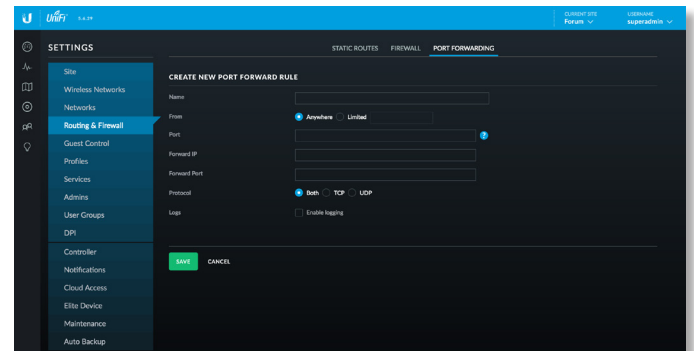 UniFi 5.6.29
CURRENT SITE
Forum
USERNAME
superadmin
SETTINGS
STATIC ROUTES FIREWALL PORT FORWARDING
Site
Wireless Networks
Networks
Routing & Firewall
Guest Control
Profiles
Services
Admins
User Groups
DPI
Controller
Notifications
Cloud Access
Elite Device
Maintenance
Auto Backup
CREATE NEW PORT FORWARD RULE
Name
From Anywhere Limited
Port ?
Forward IP
Forward Port
Protocol Both TCP UDP
Logs Enable logging
SAVE CANCEL